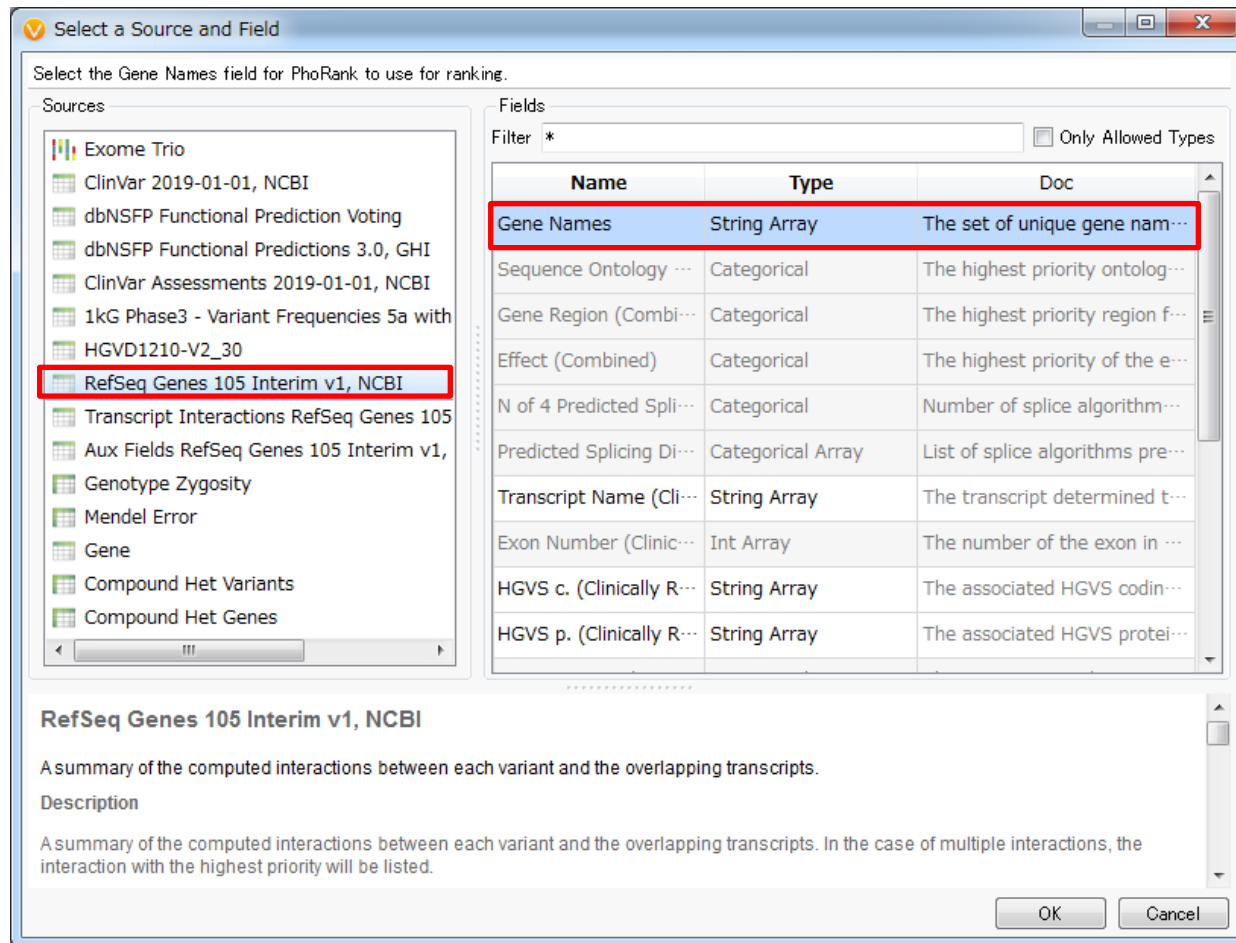 Select a Source and Field
Select the Gene Names field for PhoRank to use for ranking.
Sources
Exome Trio
ClinVar 2019-01-01, NCBI
dbNSFP Functional Prediction Voting
dbNSFP Functional Predictions 3.0, GHI
ClinVar Assessments 2019-01-01, NCBI
1kG Phase3 - Variant Frequencies 5a with
HGVD1210-V2_30
RefSeq Genes 105 Interim v1, NCBI
Transcript Interactions RefSeq Genes 105
Aux Fields RefSeq Genes 105 Interim v1,
Genotype Zygosity
Mendel Error
Gene
Compound Het Variants
Compound Het Genes
Fields
Filter * Only Allowed Types
Name Type Doc
Gene Names String Array The set of unique gene nam···
Sequence Ontology ··· Categorical The highest priority ontolog···
Gene Region (Combi··· Categorical The highest priority region f···
Effect (Combined) Categorical The highest priority of the e···
N of 4 Predicted Spli··· Categorical Number of splice algorithm···
Predicted Splicing Di··· Categorical Array List of splice algorithms pre···
Transcript Name (Cli··· String Array The transcript determined t···
Exon Number (Clinic··· Int Array The number of the exon in ···
HGVS c. (Clinically R··· String Array The associated HGVS codin···
HGVS p. (Clinically R··· String Array The associated HGVS protei···
RefSeq Genes 105 Interim v1, NCBI
A summary of the computed interactions between each variant and the overlapping transcripts.
Description
A summary of the computed interactions between each variant and the overlapping transcripts. In the case of multiple interactions, the
interaction with the highest priority will be listed.
OK Cancel